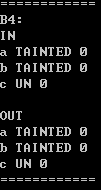 =============
B4:
IN
a TAINTED 0
b TAINTED 0
c UN 0

OUT
a TAINTED 0
b TAINTED 0
c UN 0
=============